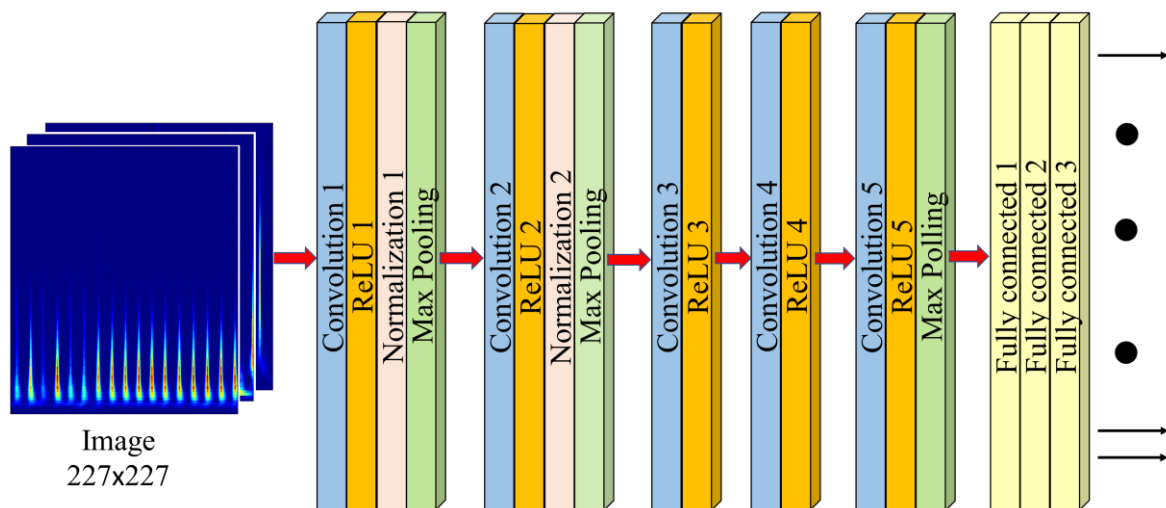 Image
227x227
Convolution 1
ReLU 1
Normalization 1
Max Pooling
Convolution 2
ReLU 2
Normalization 2
Max Pooling
Convolution 3
ReLU 3
Convolution 4
ReLU 4
Convolution 5
ReLU 5
Max Polling
Fully connected 1
Fully connected 2
Fully connected 3